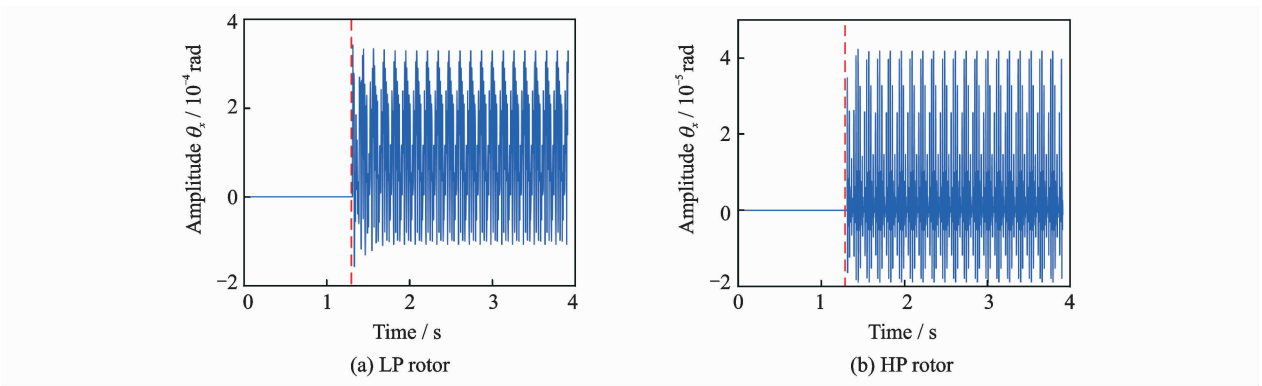 4
2
0
−2
Amplitude θx / 10⁻⁴ rad
0 1 2 3 4
Time / s
(a) LP rotor
4
2
0
−2
Amplitude θx / 10⁻⁵ rad
0 1 2 3 4
Time / s
(b) HP rotor